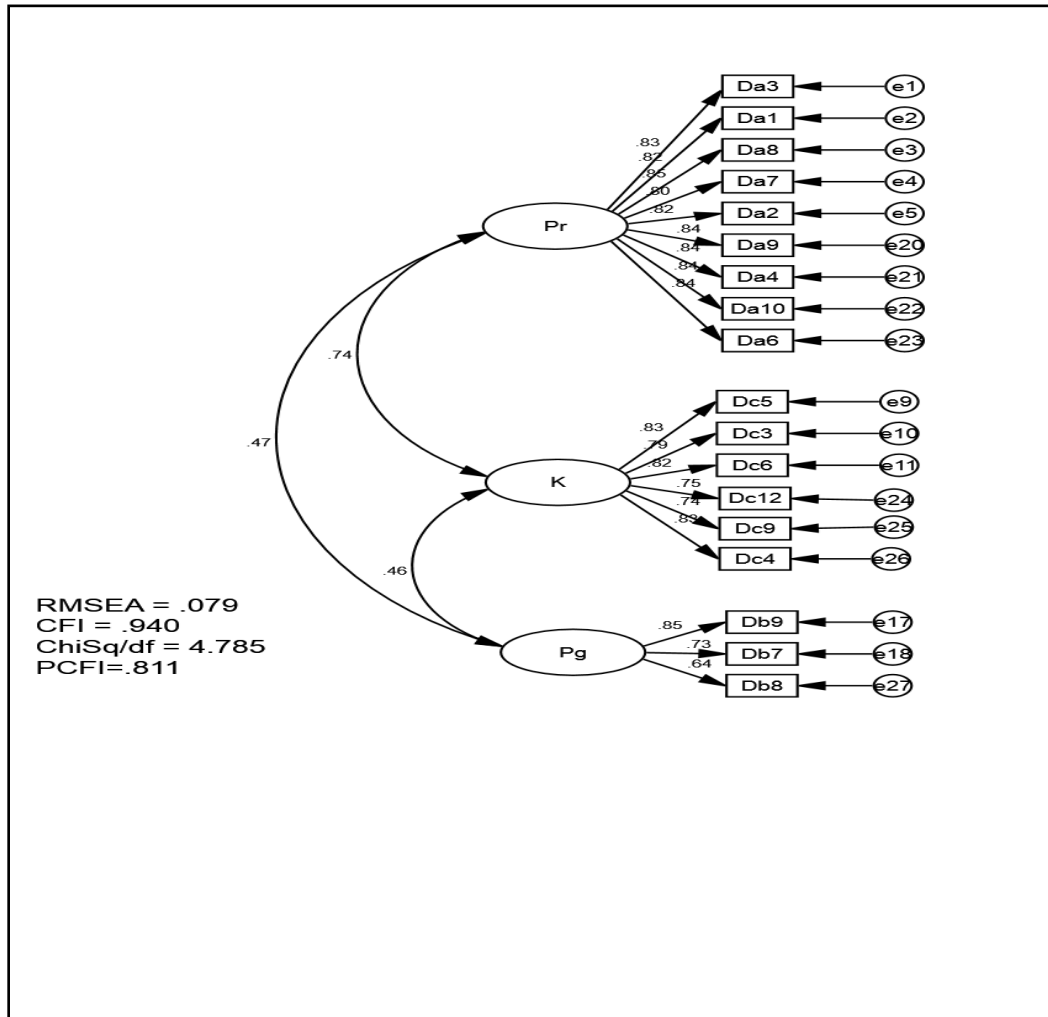 Da3
e1
Da1
e2
.83
.82
Da8
e3
.85
Da7
e4
.80
.82
Da2
e5
Pr
.84
Da9
e20
.84
Da4
e21
.84
.84
Da10
e22
Da6
e23
.74
.47
Dc5
e9
.83
Dc3
e10
.79
.82
Dc6
e11
K
.75
Dc12
e24
.74
Dc9
e25
.83
Dc4
e26
.46
RMSEA = .079
CFI = .940
ChiSq/df = 4.785
PCFI=.811
.85
Db9
e17
Pg
.73
Db7
e18
.64
Db8
e27